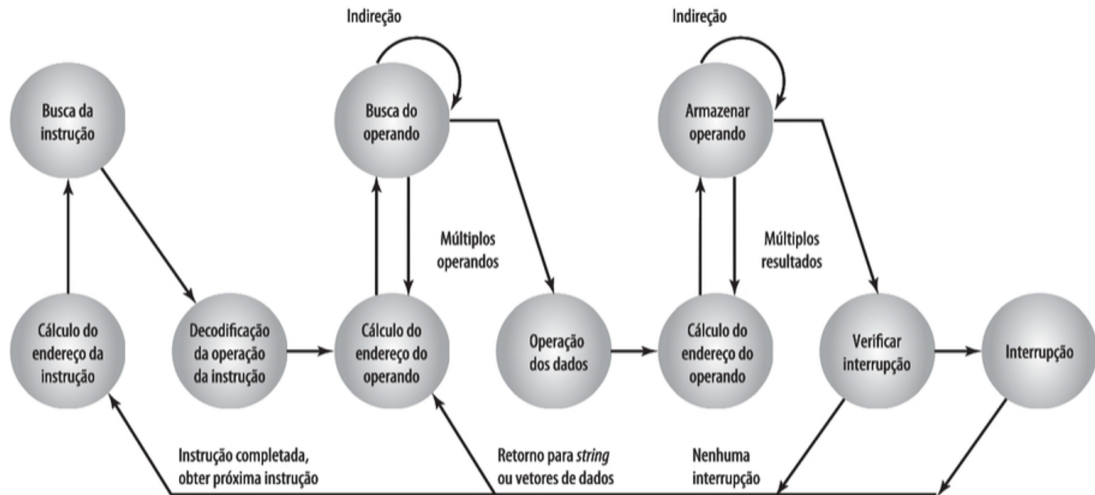 Indireção
Indireção
Busca da
instrução
Busca do
operando
Armazenar
operando
Múltiplos
operandos
Múltiplos
resultados
Cálculo do
endereço da
instrução
Decodificação
da operação
da instrução
Cálculo do
endereço do
operando
Operação
dos dados
Cálculo do
endereço do
operando
Verificar
interrupção
Interrupção
Instrução completada,
obter próxima instrução
Retorno para string
ou vetores de dados
Nenhuma
interrupção